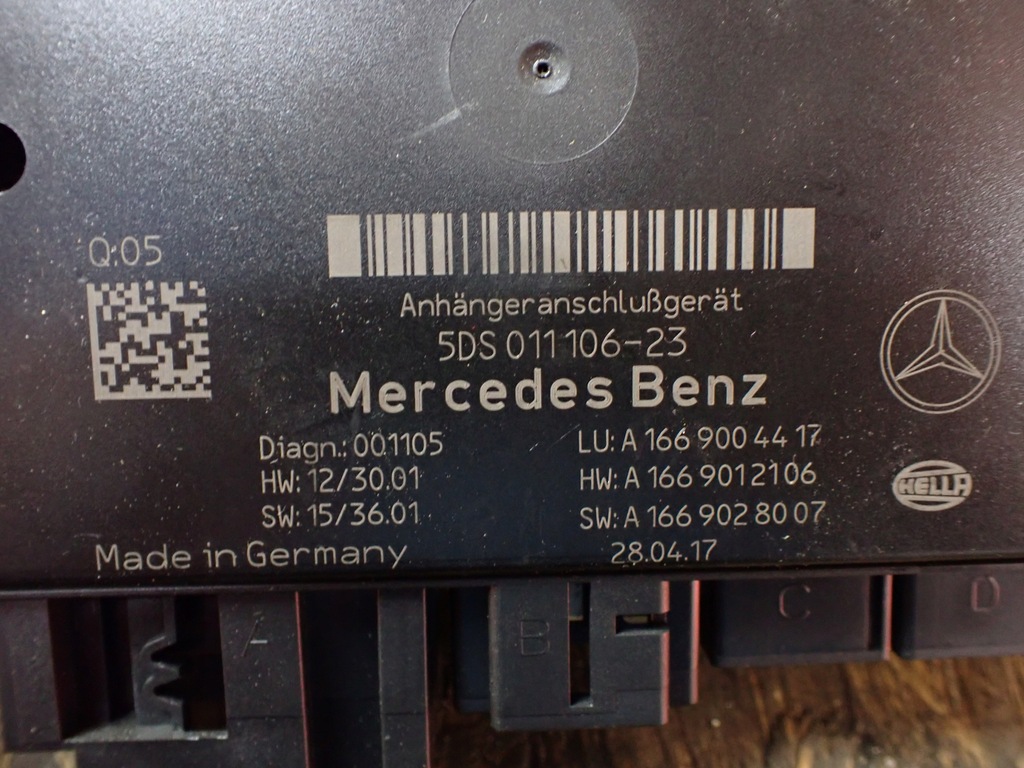 Q:05
Anhängeranschlußgerät
5DS 011 106-23
Mercedes Benz
Diagn.: 001105
LU: A 166 900 44 17
HW: 12/30.01
HW: A 166 901 21 06
SW: 15/36.01
SW: A 166 902 80 07
HELLA
Made in Germany
28.04.17
A
B
C
D